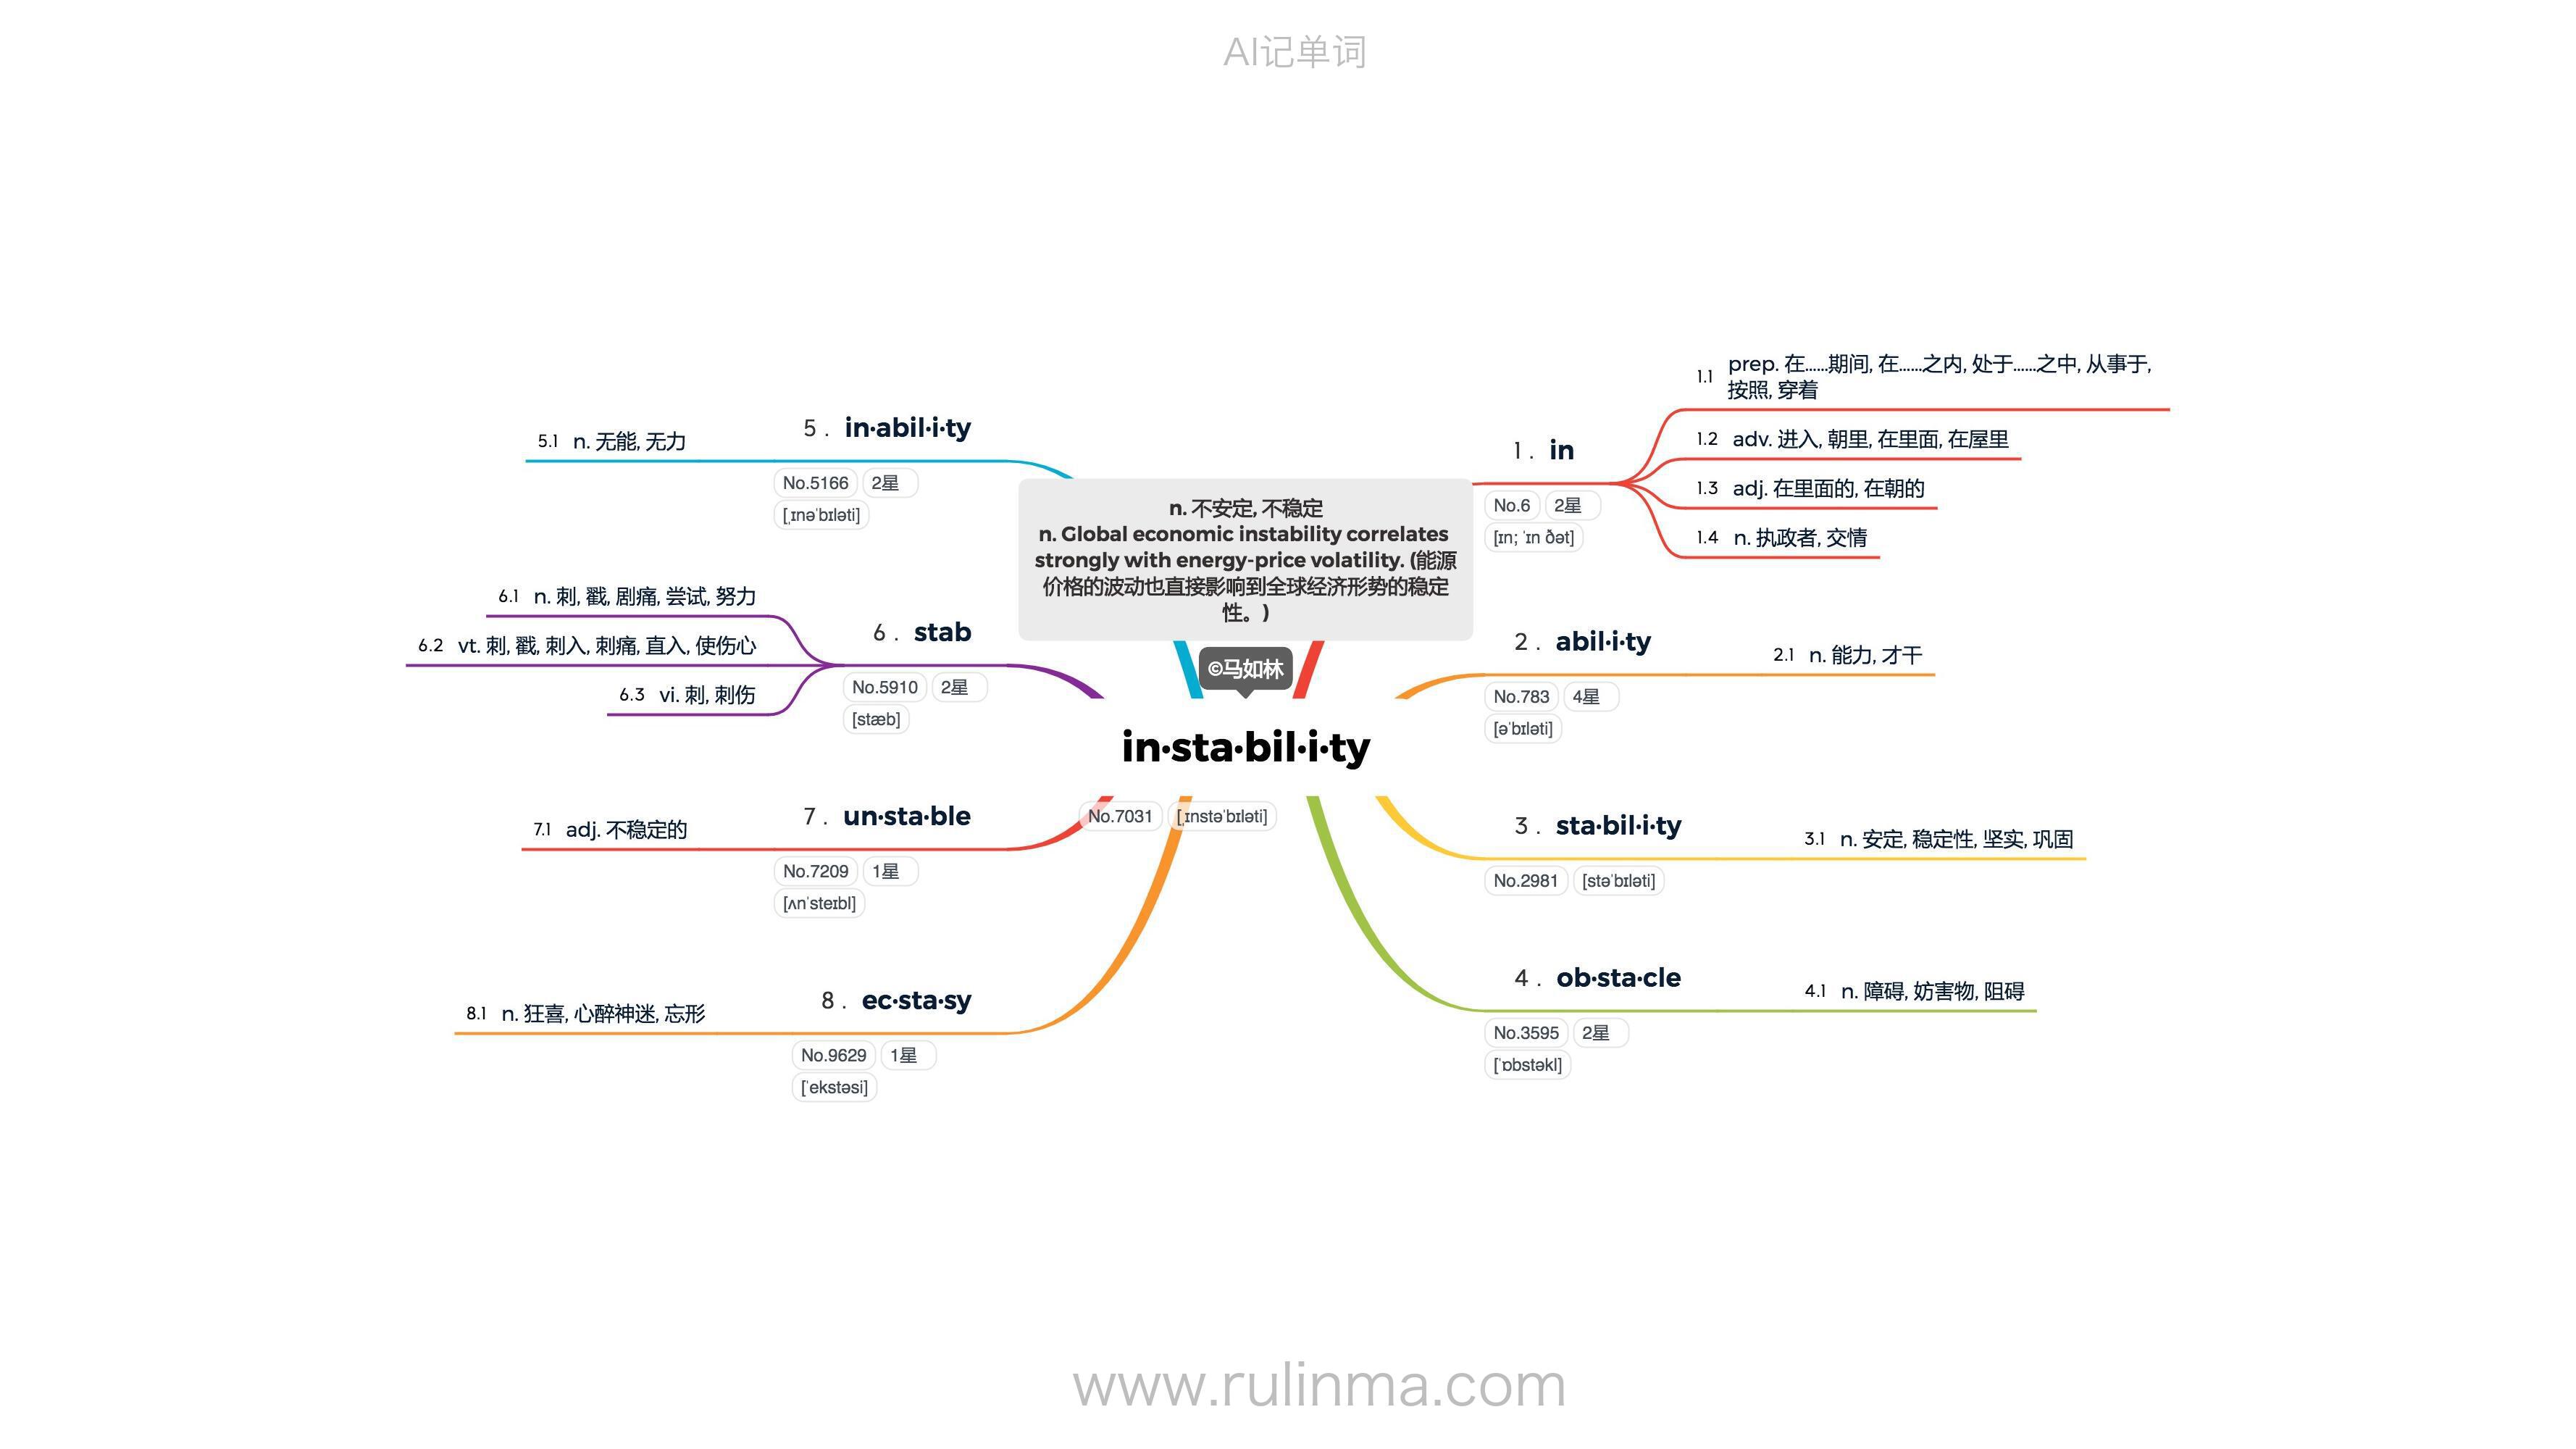 AI记单词
n. 不安定, 不稳定
n. Global economic instability correlates
strongly with energy-price volatility. (能源
价格的波动也直接影响到全球经济形势的稳定
性。)
©马如林
in·sta·bil·i·ty
No.7031 [ˌɪnstəˈbɪləti]
1. in
No.6 2星
[ɪn; ˈɪn ðət]
1.1 prep. 在……期间, 在……之内, 处于……之中, 从事于,
按照, 穿着
1.2 adv. 进入, 朝里, 在里面, 在屋里
1.3 adj. 在里面的, 在朝的
1.4 n. 执政者, 交情
2. abil·i·ty
No.783 4星
[əˈbɪləti]
2.1 n. 能力, 才干
3. sta·bil·i·ty
No.2981 [stəˈbɪləti]
3.1 n. 安定, 稳定性, 坚实, 巩固
4. ob·sta·cle
No.3595 2星
[ˈɒbstəkl]
4.1 n. 障碍, 妨害物, 阻碍
5. in·abil·i·ty
No.5166 2星
[ˌɪnəˈbɪləti]
5.1 n. 无能, 无力
6. stab
No.5910 2星
[stæb]
6.1 n. 刺, 戳, 剧痛, 尝试, 努力
6.2 vt. 刺, 戳, 刺入, 刺痛, 直入, 使伤心
6.3 vi. 刺, 刺伤
7. un·sta·ble
No.7209 1星
[ʌnˈsteɪbl]
7.1 adj. 不稳定的
8. ec·sta·sy
No.9629 1星
[ˈekstəsi]
8.1 n. 狂喜, 心醉神迷, 忘形
www.rulinma.com